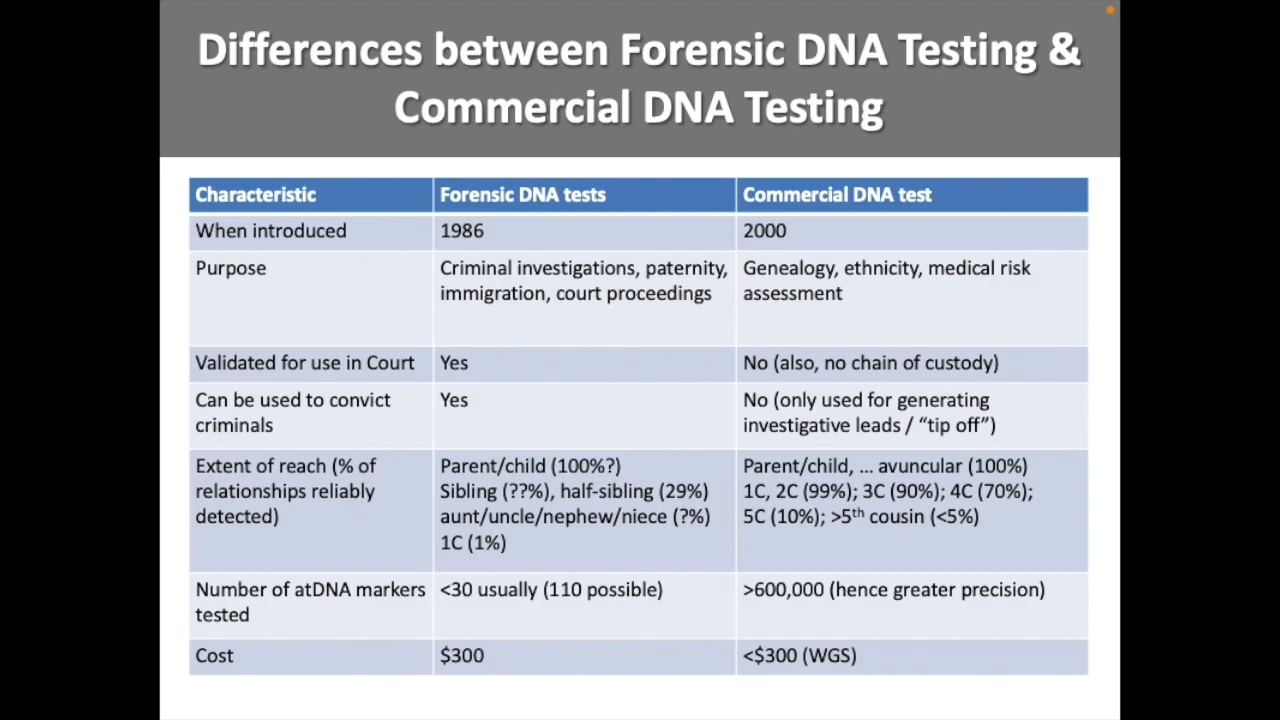 Differences between Forensic DNA Testing &
Commercial DNA Testing
Characteristic Forensic DNA tests Commercial DNA test
When introduced 1986 2000
Purpose Criminal investigations, paternity, Genealogy, ethnicity, medical risk
immigration, court proceedings assessment
Validated for use in Court Yes No (also, no chain of custody)
Can be used to convict Yes No (only used for generating
criminals investigative leads / “tip off”)
Extent of reach (% of Parent/child (100%?) Parent/child, ... avuncular (100%)
relationships reliably Sibling (??%), half-sibling (29%) 1C, 2C (99%); 3C (90%); 4C (70%);
detected) aunt/uncle/nephew/niece (?%) 5C (10%); >5th cousin (<5%)
1C (1%)
Number of atDNA markers <30 usually (110 possible) >600,000 (hence greater precision)
tested
Cost $300 <$300 (WGS)